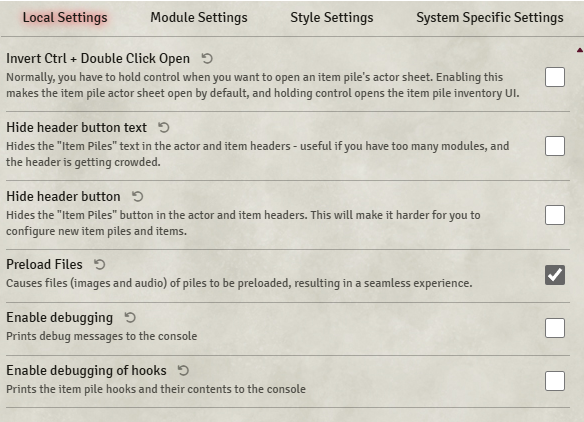 Local Settings Module Settings Style Settings System Specific Settings
Invert Ctrl + Double Click Open
Normally, you have to hold control when you want to open an item pile's actor sheet. Enabling this
makes the item pile actor sheet open by default, and holding control opens the item pile inventory UI.
Hide header button text
Hides the "Item Piles" text in the actor and item headers - useful if you have too many modules, and
the header is getting crowded.
Hide header button
Hides the "Item Piles" button in the actor and item headers. This will make it harder for you to
configure new item piles and items.
Preload Files
Causes files (images and audio) of piles to be preloaded, resulting in a seamless experience.
Enable debugging
Prints debug messages to the console
Enable debugging of hooks
Prints the item pile hooks and their contents to the console